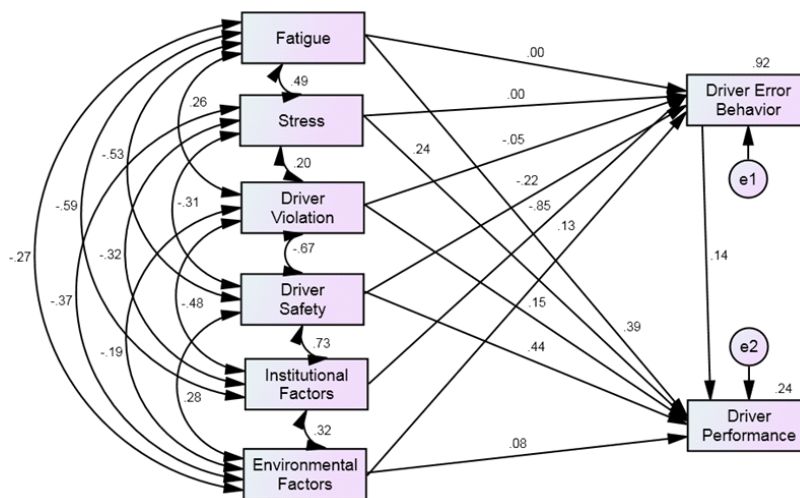 .92
Fatigue
.00
Driver Error
Behavior
.49
.26
.00
Stress
.24
-.05
-.53
.20
e1
-.22
-.59
-.31
Driver
Violation
-.85
.13
-.27
-.32
-.67
.14
-.37
-.48
Driver
Safety
.15
.39
-.19
.73
.44
e2
.28
Institutional
Factors
.24
Driver
Performance
.32
.08
Environmental
Factors